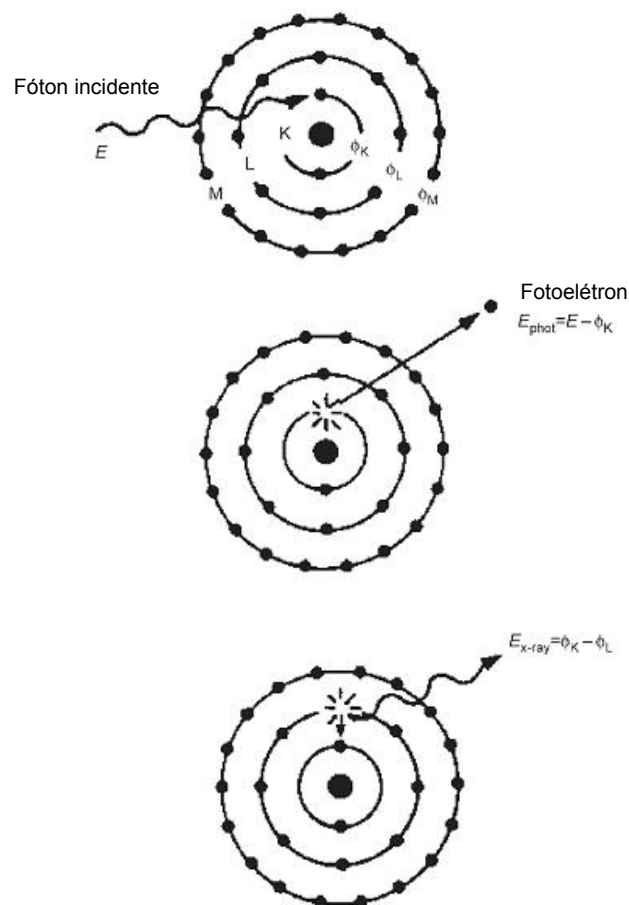 Fóton incidente
E
K
ϕK
L
ϕL
M
ϕM
Fotoelétron
Ephot=E−ϕK
Ex-ray=ϕK−ϕL